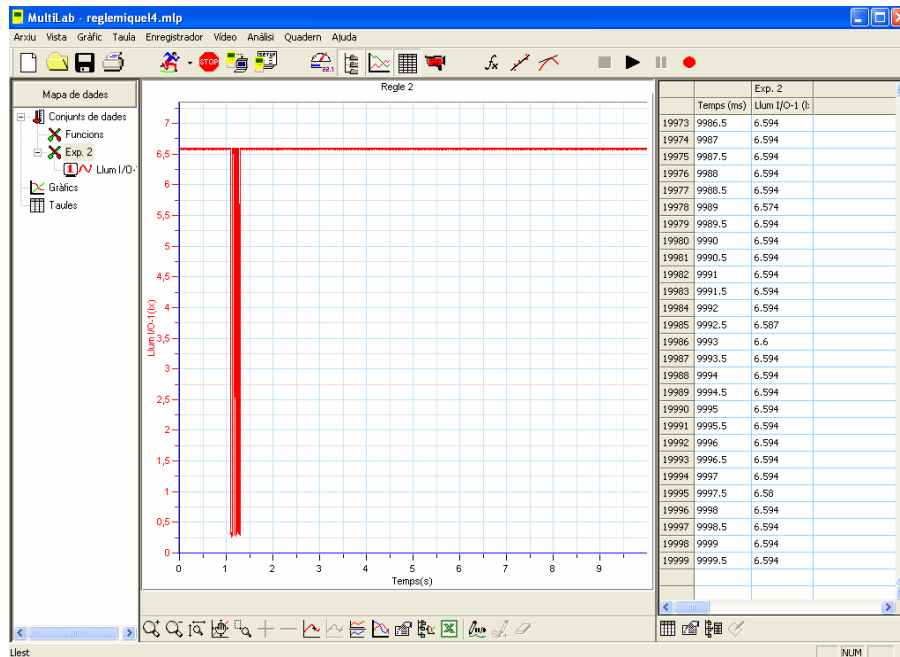 MultiLab - reglemiquel4.mlp
Arxiu Vista Gràfic Taula Enregistrador Vídeo Anàlisi Quadern Ajuda
STOP SETUP 22.1 fx
Mapa de dades
Conjunts de dades
Funcions
Exp. 2
1 Llum I/O-
Gràfics
Taules
Regle 2
7
6,5
6
5,5
5
4,5
4
3,5
3
2,5
2
1,5
1
0,5
0
Llum I/O-1(lx)
0 1 2 3 4 5 6 7 8 9
Temps(s)
Exp. 2
Temps (ms) Llum I/O-1 (l:
19973 9986.5 6.594
19974 9987 6.594
19975 9987.5 6.594
19976 9988 6.594
19977 9988.5 6.594
19978 9989 6.574
19979 9989.5 6.594
19980 9990 6.594
19981 9990.5 6.594
19982 9991 6.594
19983 9991.5 6.594
19984 9992 6.594
19985 9992.5 6.587
19986 9993 6.6
19987 9993.5 6.594
19988 9994 6.594
19989 9994.5 6.594
19990 9995 6.594
19991 9995.5 6.594
19992 9996 6.594
19993 9996.5 6.594
19994 9997 6.594
19995 9997.5 6.58
19996 9998 6.594
19997 9998.5 6.594
19998 9999 6.594
19999 9999.5 6.594
Llest
NUM